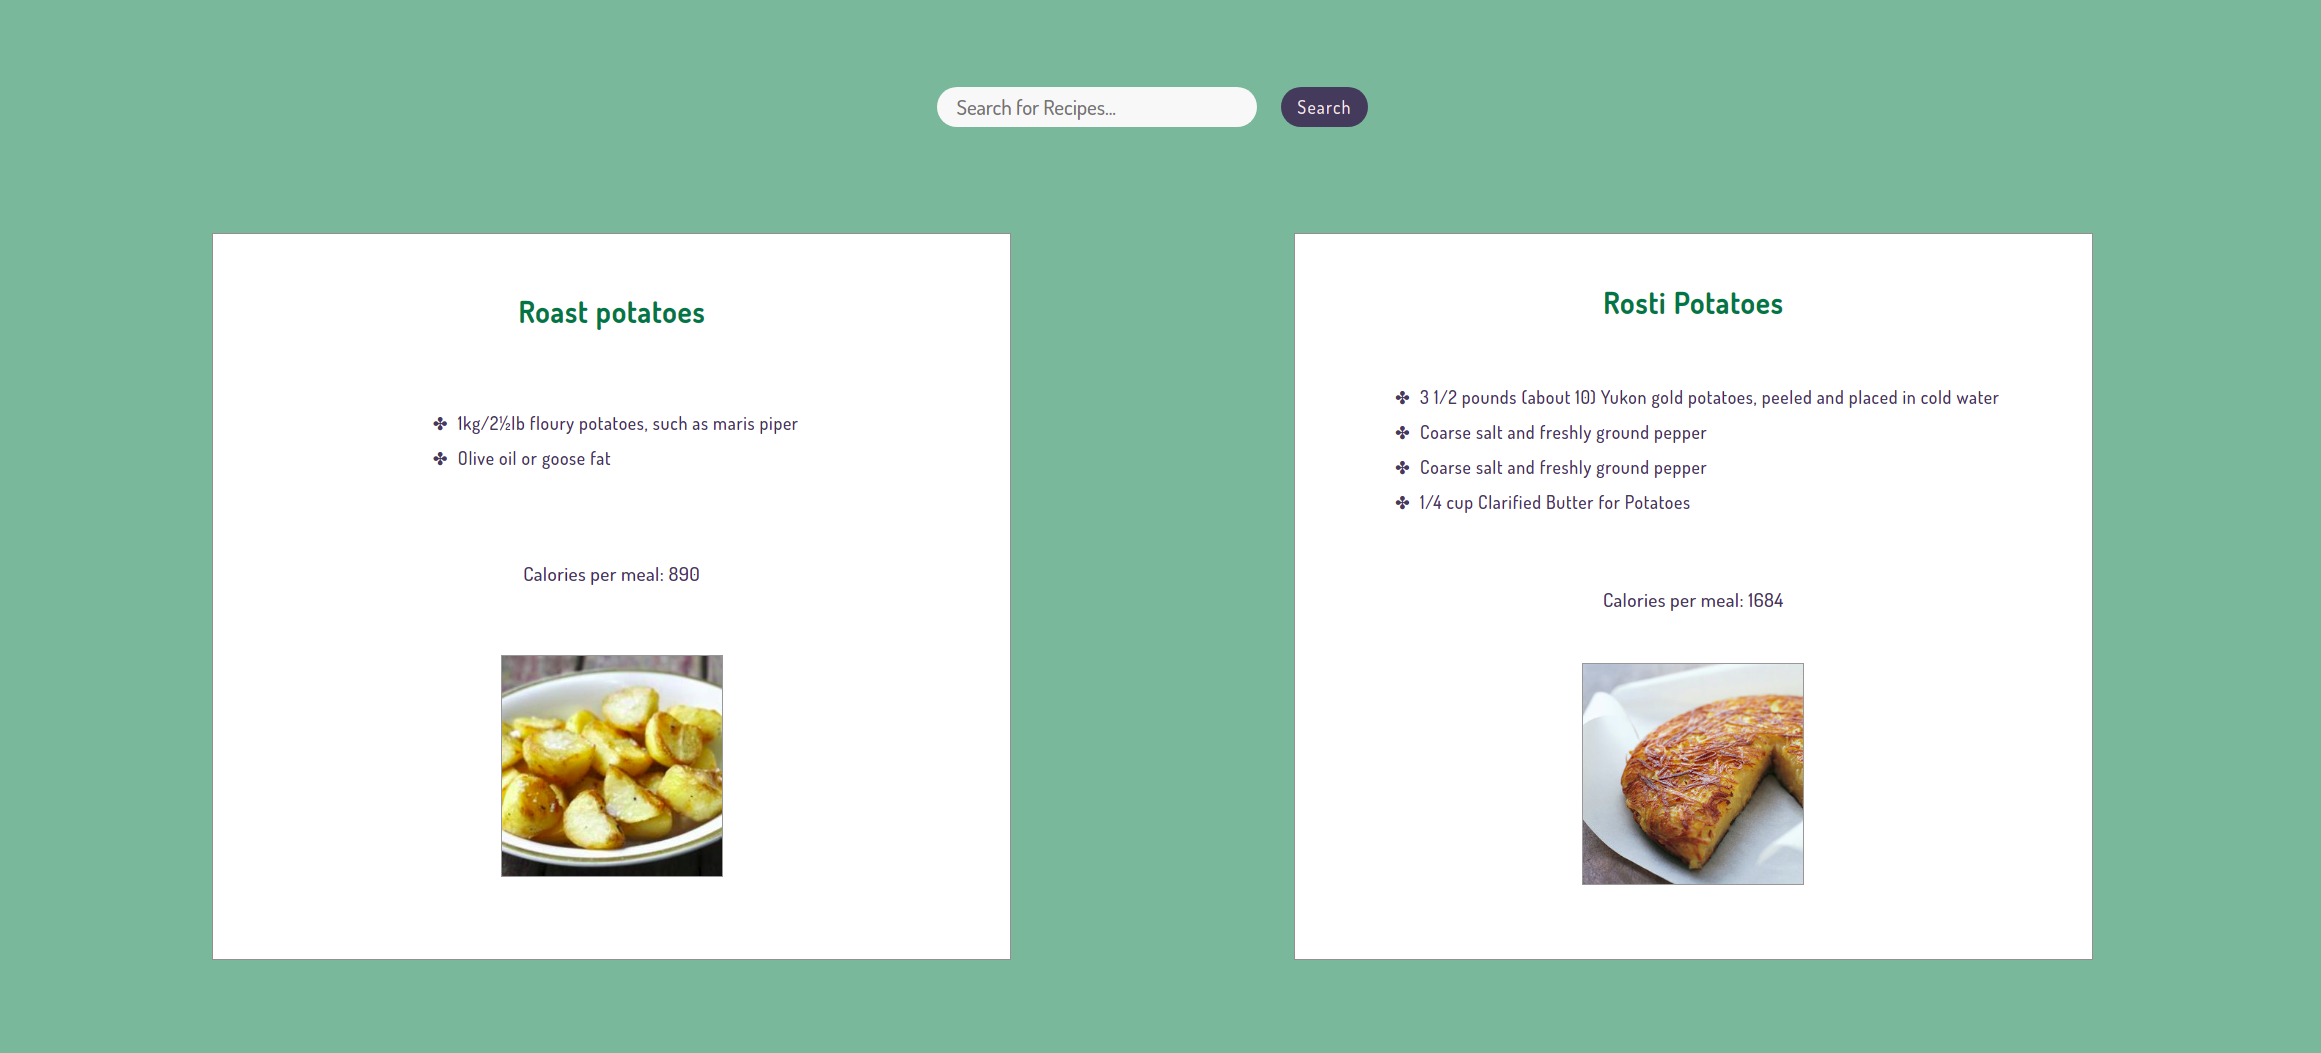 Search for Recipes...
Search
Roast potatoes
1kg/2½lb floury potatoes, such as maris piper
Olive oil or goose fat
Calories per meal: 890
Rosti Potatoes
3 1/2 pounds (about 10) Yukon gold potatoes, peeled and placed in cold water
Coarse salt and freshly ground pepper
Coarse salt and freshly ground pepper
1/4 cup Clarified Butter for Potatoes
Calories per meal: 1684